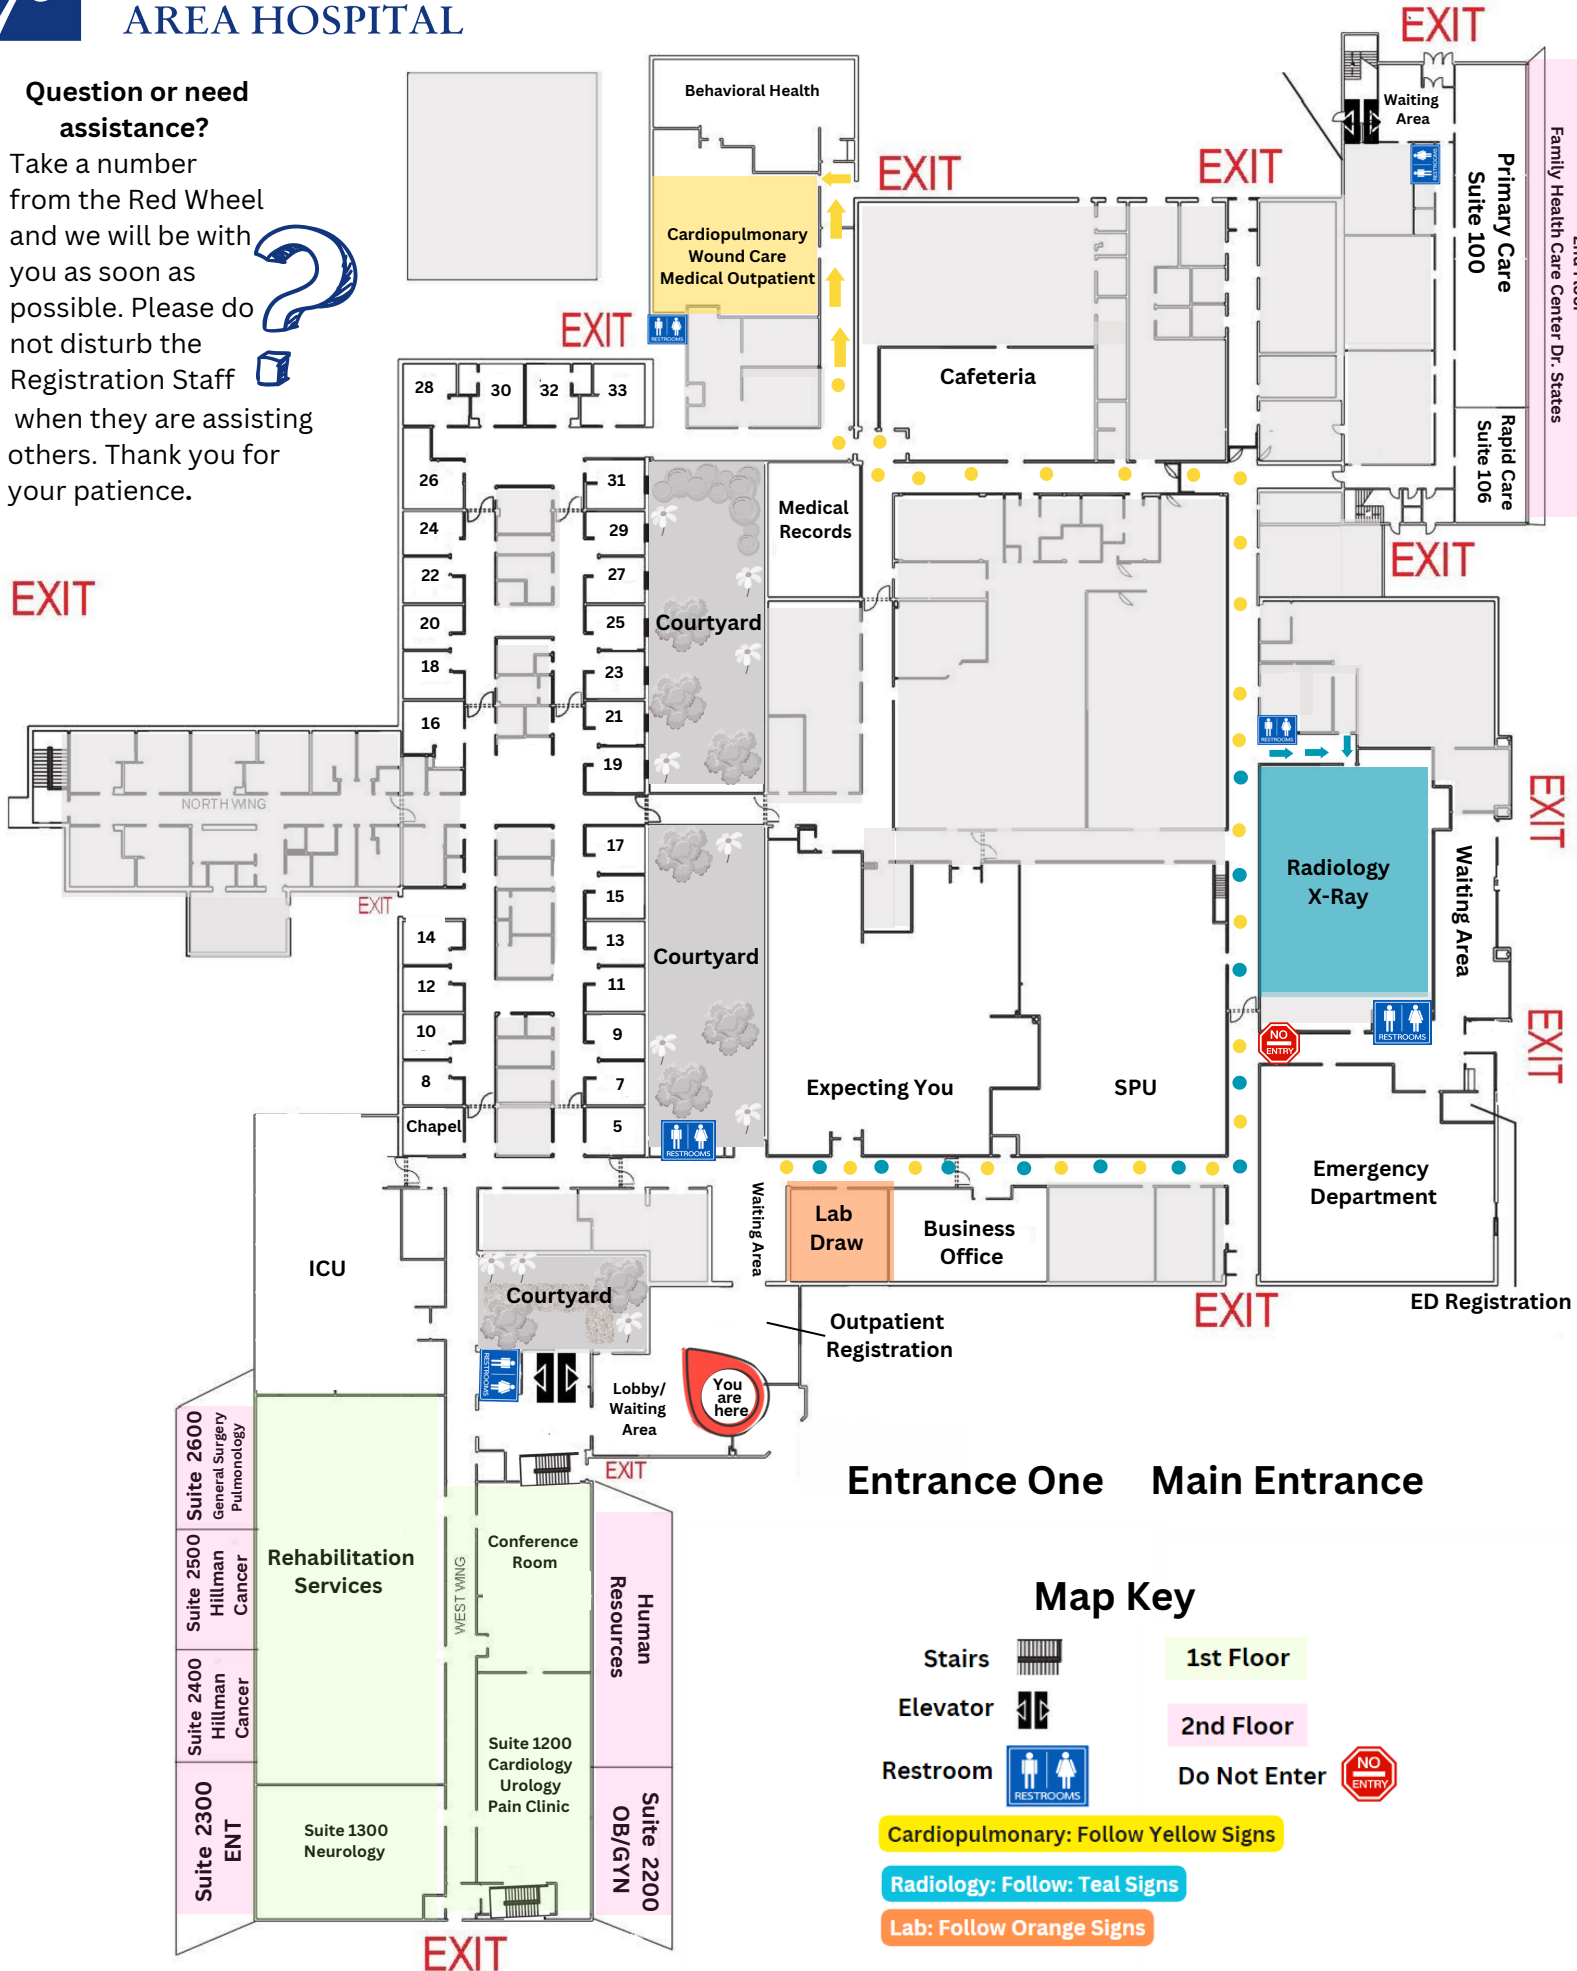 AREA HOSPITAL
Question or need
assistance?
Take a number
from the Red Wheel
and we will be with
you as soon as
possible. Please do
not disturb the
Registration Staff
when they are assisting
others. Thank you for
your patience.
?
EXIT
Behavioral Health
EXIT
Cardiopulmonary
Wound Care
Medical Outpatient
RESTROOMS
EXIT
EXIT
EXIT
Waiting
Area
RESTROOMS
Primary Care
Suite 100
Rapid Care
Suite 106
Family Health Care Center Dr. States
EXIT
Cafeteria
Medical
Records
28
30
32
33
26
31
24
29
22
27
20
25
18
23
16
21
19
17
15
14
13
12
11
10
9
8
7
Chapel
5
Courtyard
Courtyard
RESTROOMS
NORTH WING
EXIT
RESTROOMS
Radiology
X-Ray
Waiting Area
EXIT
EXIT
RESTROOMS
NO
ENTRY
Expecting You
SPU
Emergency
Department
ED Registration
EXIT
Waiting Area
Lab
Draw
Business
Office
Outpatient
Registration
ICU
Courtyard
RESTROOMS
Lobby/
Waiting
Area
You
are
here
EXIT
Entrance One Main Entrance
Suite 2600
General Surgery
Pulmonology
Suite 2500
Hillman
Cancer
Suite 2400
Hillman
Cancer
Suite 2300
ENT
Rehabilitation
Services
Suite 1300
Neurology
WEST WING
Conference
Room
Suite 1200
Cardiology
Urology
Pain Clinic
Human
Resources
Suite 2200
OB/GYN
EXIT
Map Key
Stairs
1st Floor
Elevator
2nd Floor
Restroom
RESTROOMS
Do Not Enter
NO
ENTRY
Cardiopulmonary: Follow Yellow Signs
Radiology: Follow: Teal Signs
Lab: Follow Orange Signs